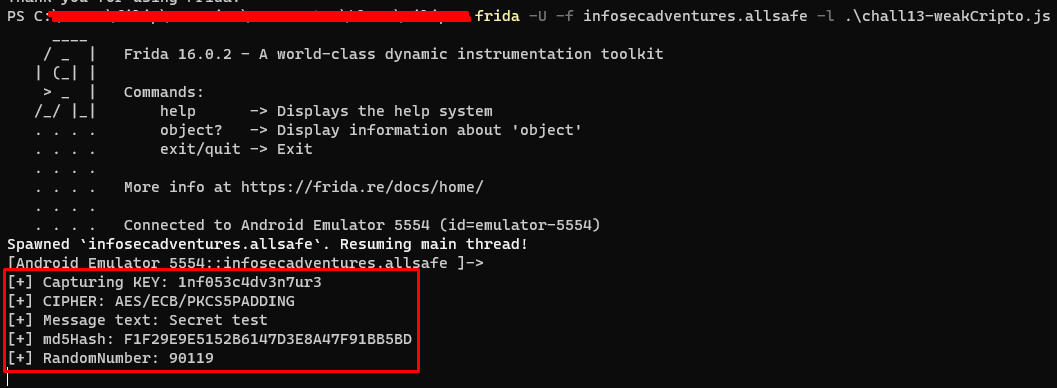 Thank you for using Frida!
PS C: frida -U -f infosecadventures.allsafe -l .\chall13-weakCripto.js
____
/ _ | Frida 16.0.2 - A world-class dynamic instrumentation toolkit
| (_| |
> _ | Commands:
/_/ |_| help -> Displays the help system
. . . . object? -> Display information about 'object'
. . . . exit/quit -> Exit
. . . .
. . . . More info at https://frida.re/docs/home/
. . . .
. . . . Connected to Android Emulator 5554 (id=emulator-5554)
Spawned `infosecadventures.allsafe`. Resuming main thread!
[Android Emulator 5554::infosecadventures.allsafe ]->
[+] Capturing KEY: 1nf053c4dv3n7ur3
[+] CIPHER: AES/ECB/PKCS5PADDING
[+] Message text: Secret test
[+] md5Hash: F1F29E9E5152B6147D3E8A47F91BB5BD
[+] RandomNumber: 90119